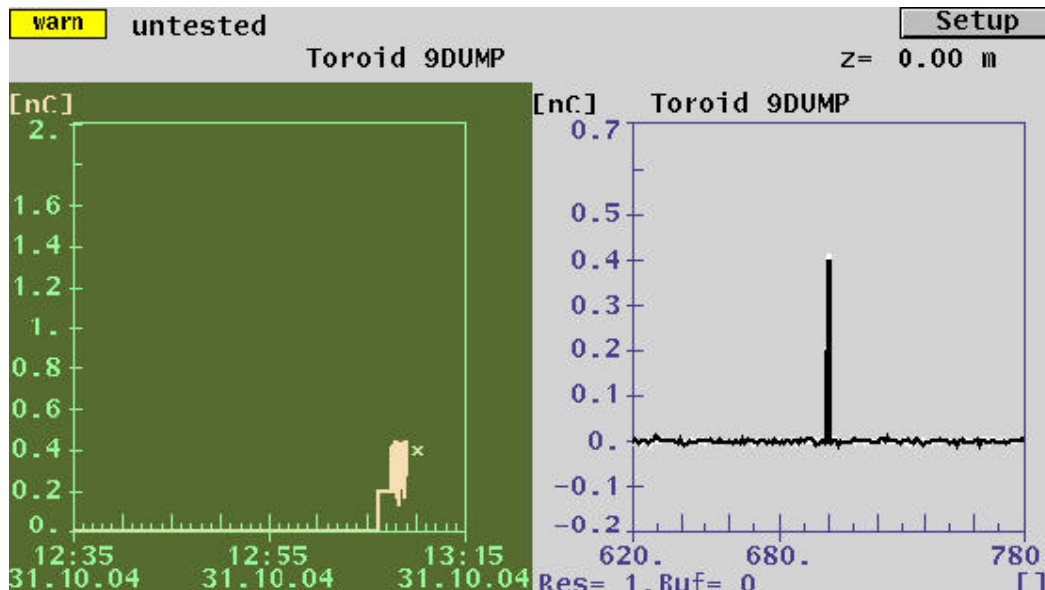 warn untested Setup
Toroid 9DUMP z= 0.00 m
[nC]
2.
1.6
1.4
1.2
1.
0.8
0.6
0.4
0.2
0.
12:35 12:55 13:15
31.10.04 31.10.04 31.10.04
[nC] Toroid 9DUMP
0.7
0.5
0.4
0.3
0.2
0.1
0.
-0.1
-0.2
620. 680. 780
Res= 1.Buf= 0 []